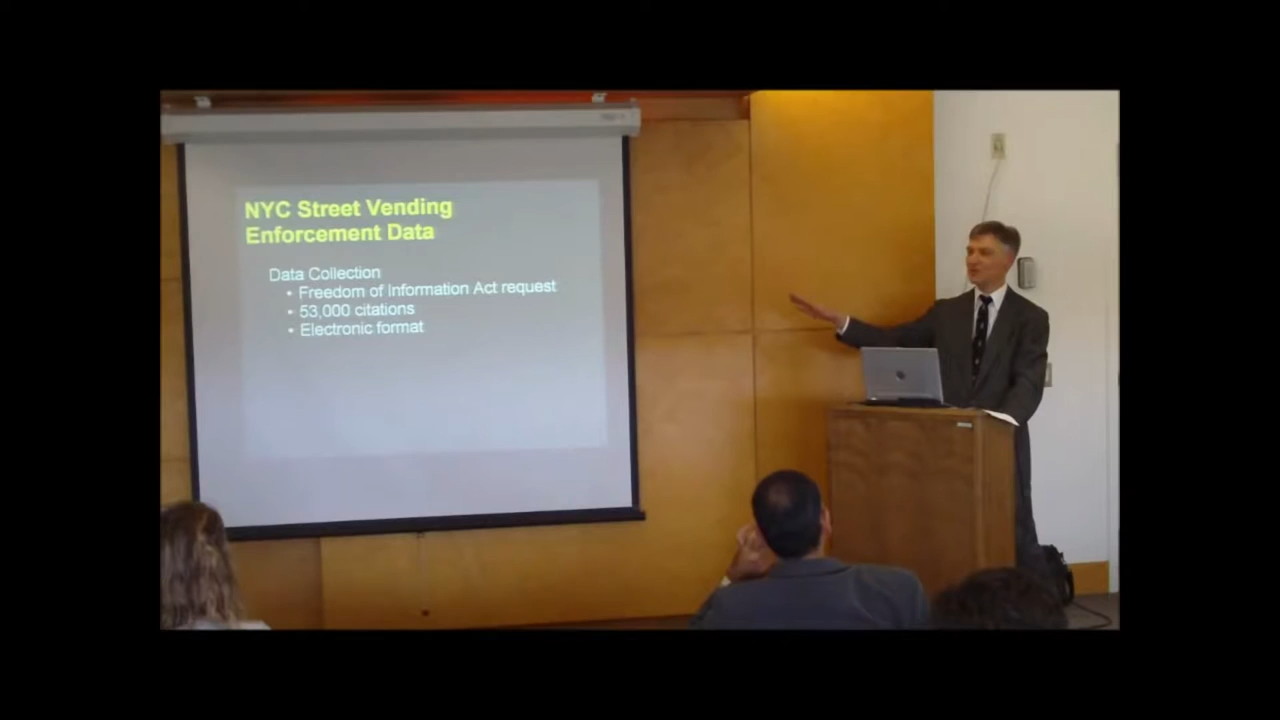 NYC Street Vending
Enforcement Data
Data Collection
• Freedom of Information Act request
• 53,000 citations
• Electronic format